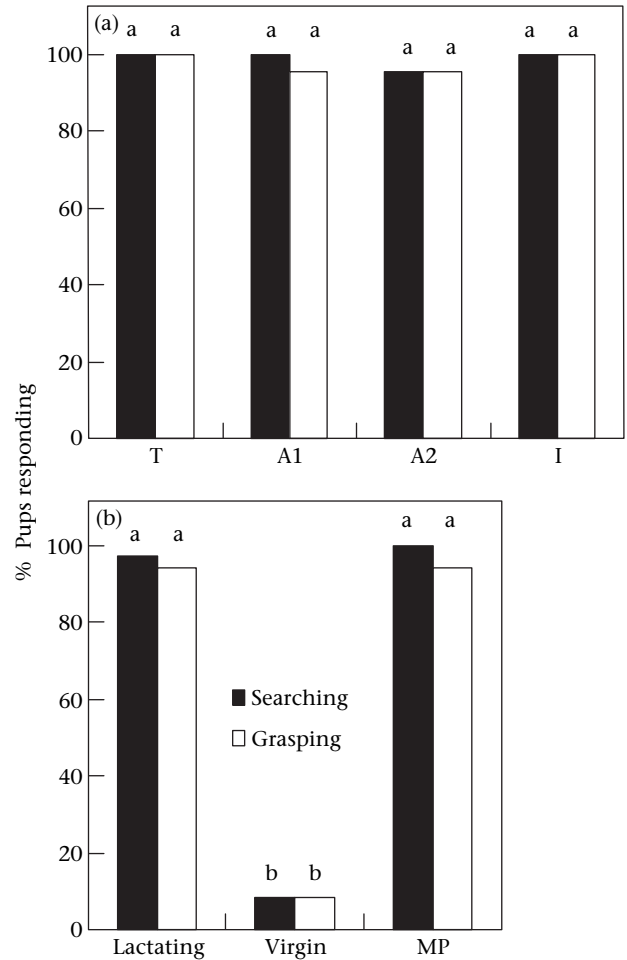 (a)
a a a a a a a a
100
80
60
40
20
0
T A1 A2 I
% Pups responding
(b)
a a b b a a
100
80
60
40
20
0
Searching
Grasping
Lactating Virgin MP